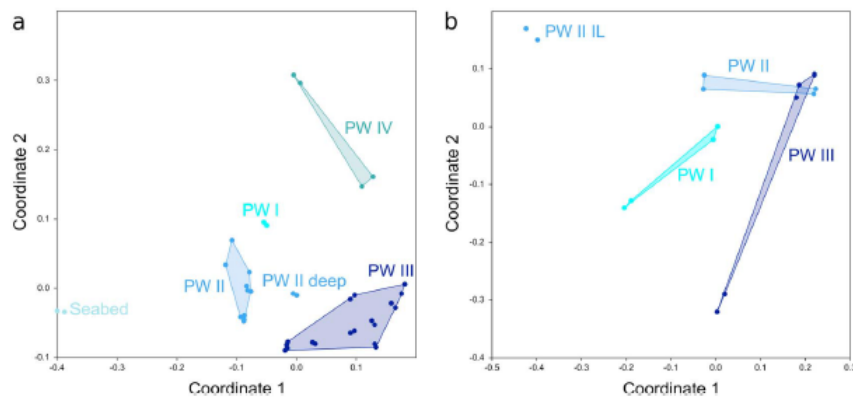 a
b
PW IV
PW I
PW II
PW II deep
PW III
Seabed
0.3
0.2
0.1
0.0
-0.1
-0.4
-0.3
-0.2
-0.1
0.0
0.1
Coordinate 2
Coordinate 1
PW II IL
PW II
PW III
PW I
0.1
0.0
-0.1
-0.2
-0.3
-0.4
-0.5
-0.4
-0.3
-0.2
-0.1
0.0
0.1
0.2
Coordinate 2
Coordinate 1